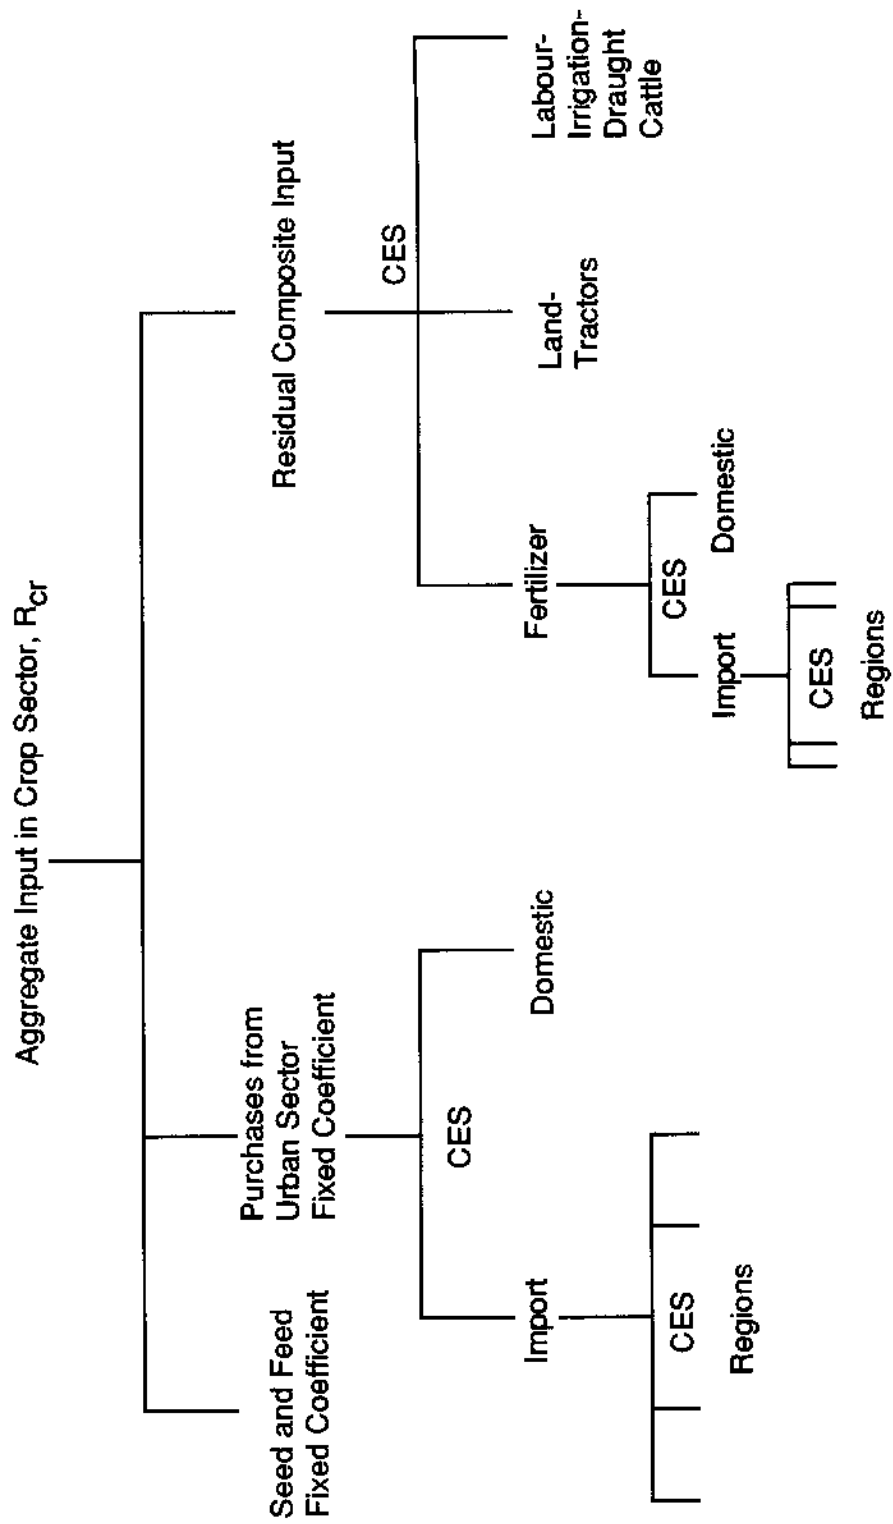 Aggregate Input in Crop Sector, Rcr
Seed and Feed
Fixed Coefficient
Purchases from
Urban Sector
Fixed Coefficient
Residual Composite Input
CES
CES
Import
Domestic
Fertilizer
Land-
Tractors
Labour-
Irrigation-
Draught
Cattle
CES
Regions
CES
Import
Domestic
CES
Regions